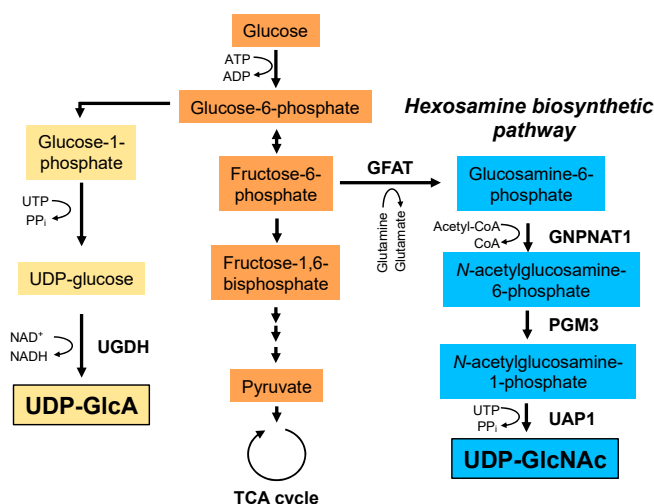 Glucose
ATP
ADP
Glucose-6-phosphate
Hexosamine biosynthetic
pathway
Glucose-1-
phosphate
Fructose-6-
phosphate
GFAT
Glucosamine-6-
phosphate
UTP
PPi
Glutamine
Glutamate
Acetyl-CoA
CoA
GNPNAT1
UDP-glucose
Fructose-1,6-
bisphosphate
N-acetylglucosamine-
6-phosphate
NAD⁺
NADH
UGDH
PGM3
Pyruvate
N-acetylglucosamine-
1-phosphate
UDP-GlcA
UTP
PPi
UAP1
UDP-GlcNAc
TCA cycle